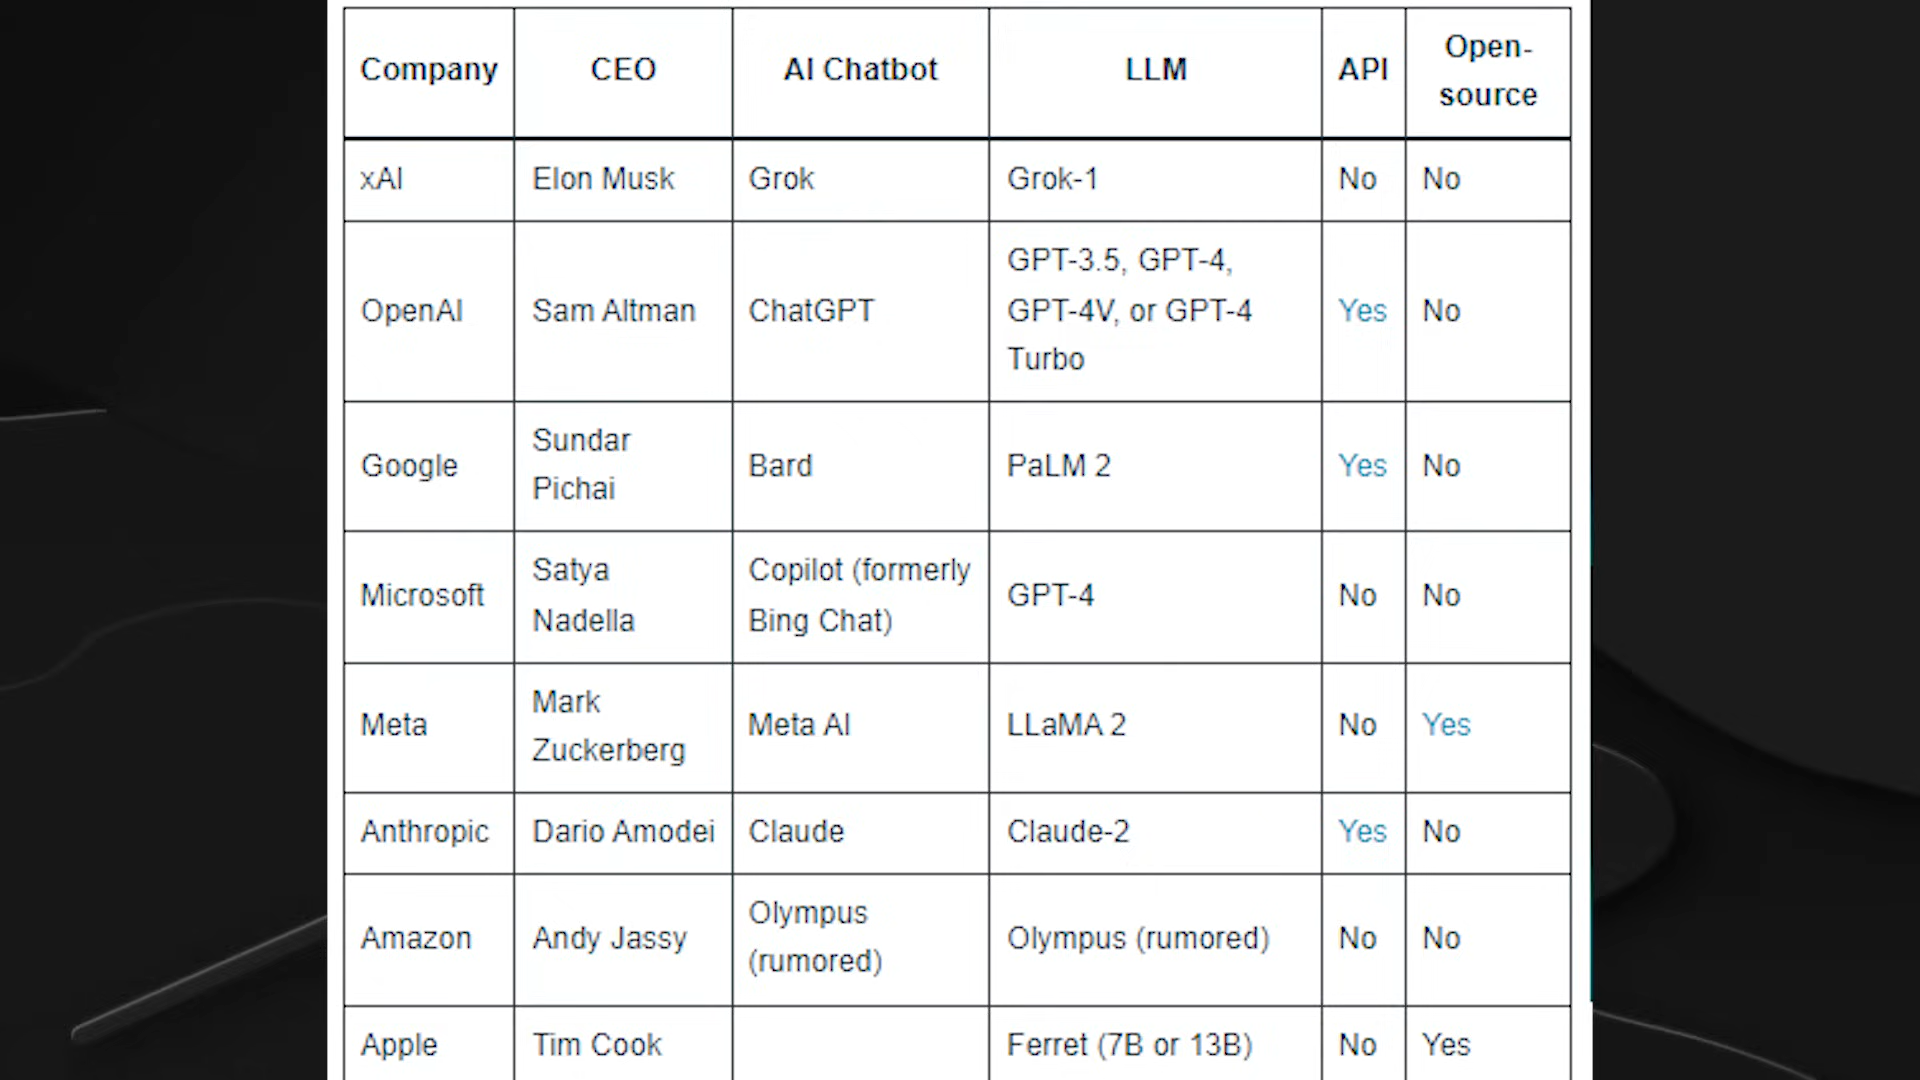 Company CEO AI Chatbot LLM API Open-
source
xAI Elon Musk Grok Grok-1 No No
OpenAI Sam Altman ChatGPT GPT-3.5, GPT-4,
GPT-4V, or GPT-4
Turbo Yes No
Google Sundar
Pichai Bard PaLM 2 Yes No
Microsoft Satya
Nadella Copilot (formerly
Bing Chat) GPT-4 No No
Meta Mark
Zuckerberg Meta AI LLaMA 2 No Yes
Anthropic Dario Amodei Claude Claude-2 Yes No
Amazon Andy Jassy Olympus
(rumored) Olympus (rumored) No No
Apple Tim Cook Ferret (7B or 13B) No Yes